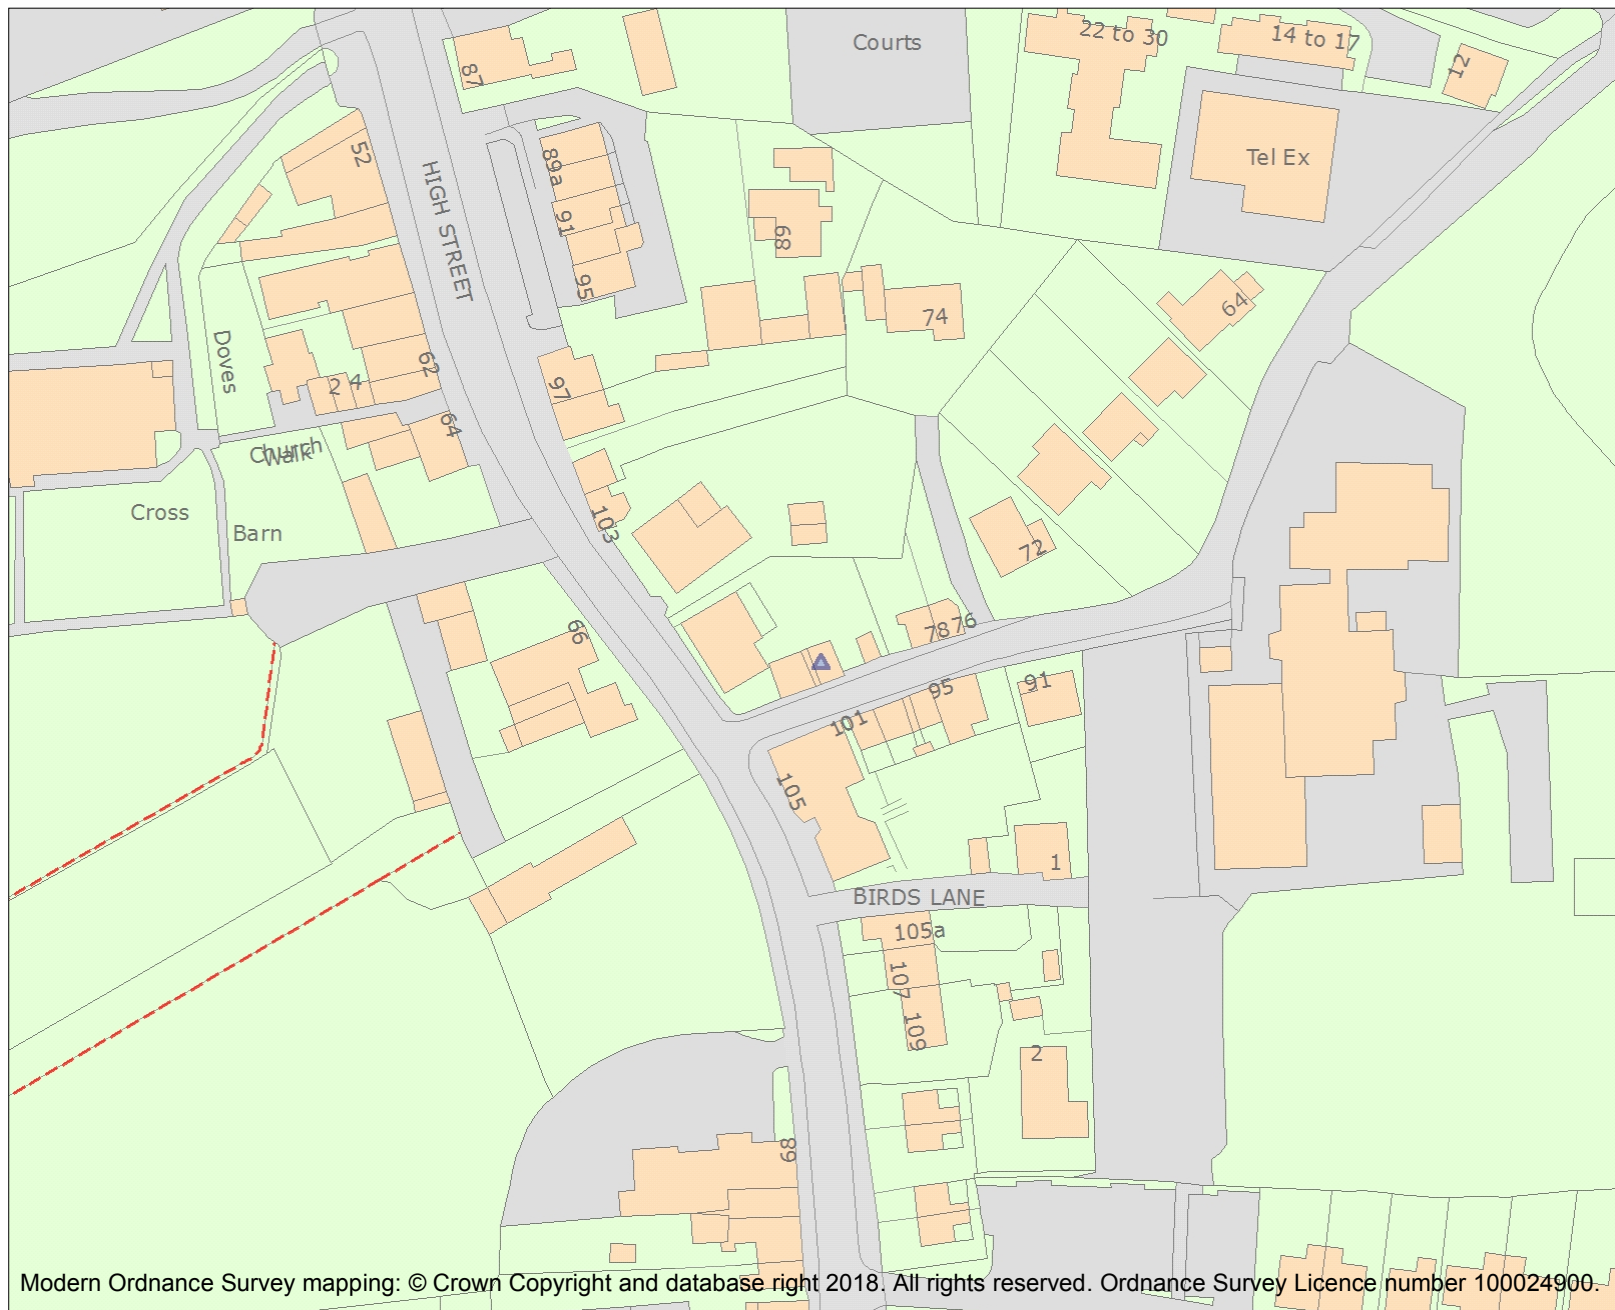 Courts
22 to 30
14 to 17
12
87
52
HIGH STREET
89a
91
95
Tel Ex
68
74
64
Doves
2 4
62
97
64
Church
Walk
Cross
Barn
103
72
66
78 76
91
95
101
105
1
BIRDS LANE
105a
107
109
2
68
Modern Ordnance Survey mapping: © Crown Copyright and database right 2018. All rights reserved. Ordnance Survey Licence number 100024900.